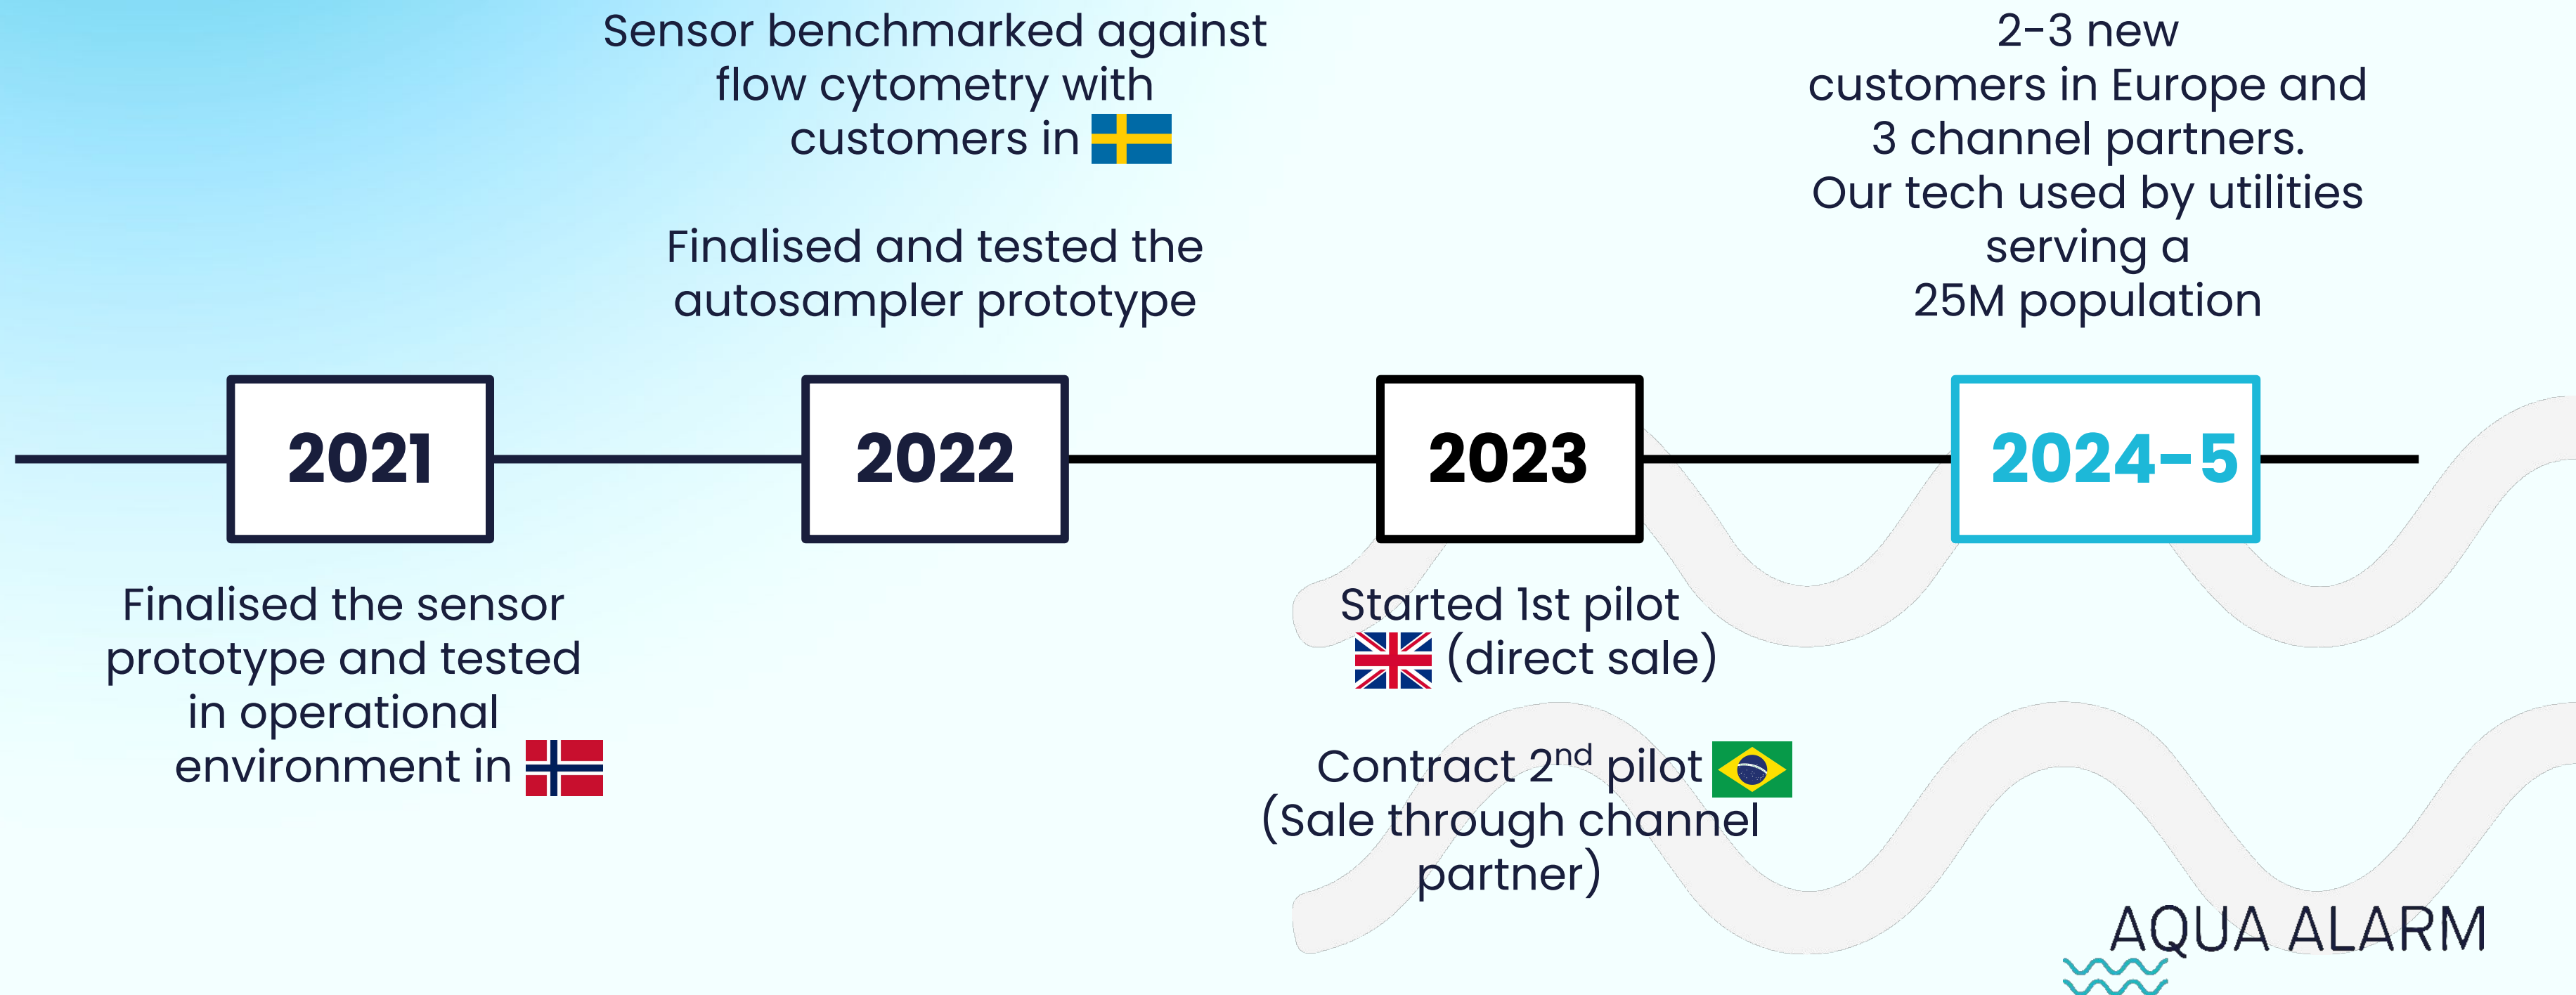 Sensor benchmarked against
flow cytometry with
customers in
Finalised and tested the
autosampler prototype
2-3 new
customers in Europe and
3 channel partners.
Our tech used by utilities
serving a
25M population
2021
2022
2023
2024-5
Finalised the sensor
prototype and tested
in operational
environment in
Started 1st pilot
(direct sale)
Contract 2nd pilot
(Sale through channel
partner)
AQUA ALARM